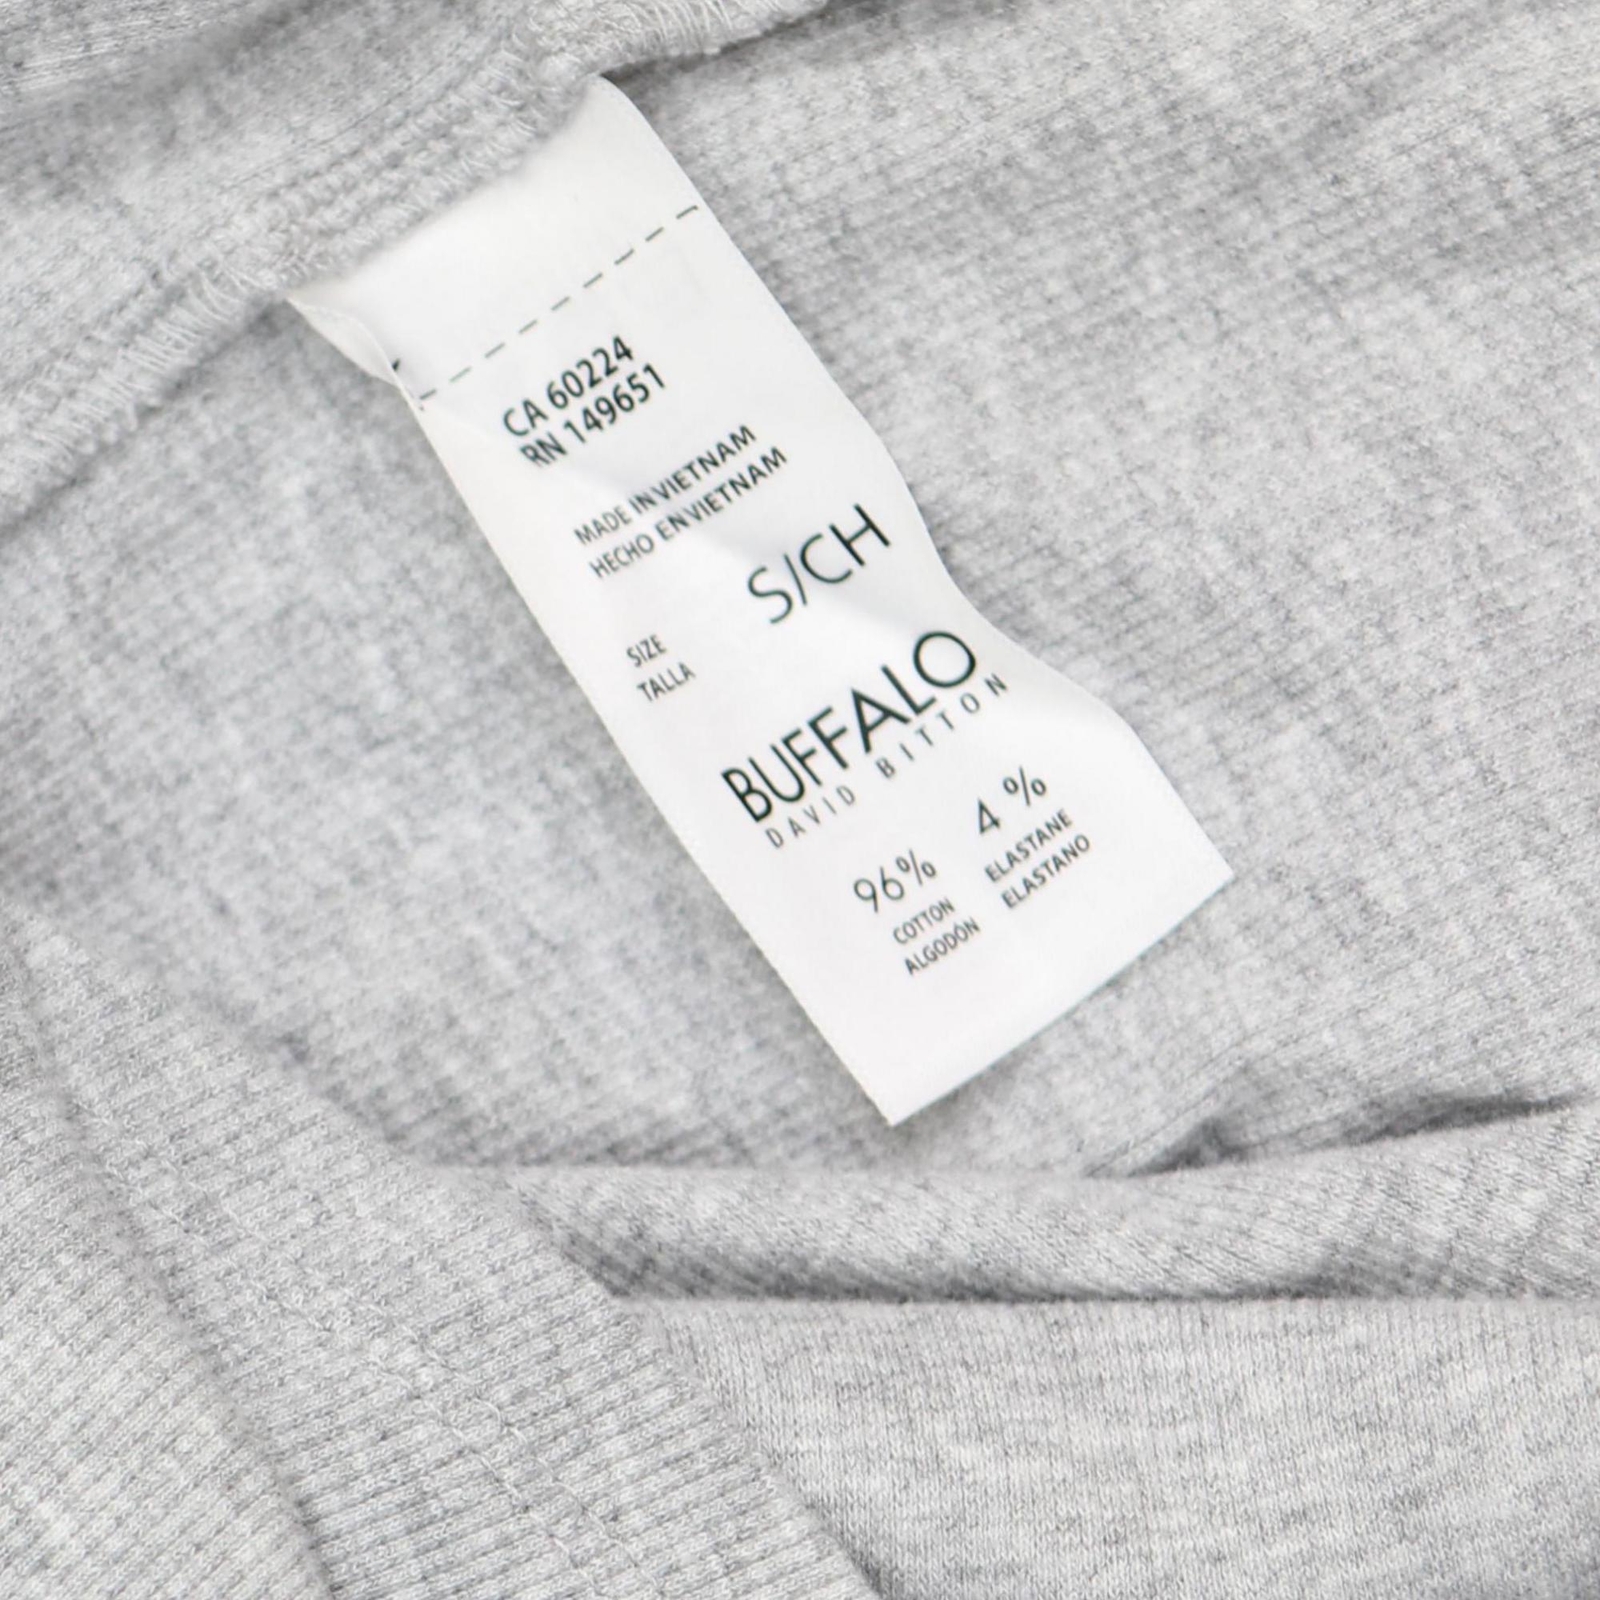 CA 60224
RN 149651
MADE IN VIETNAM
HECHO EN VIETNAM
S/CH
SIZE
TALLA
BUFFALO
DAVID BITTON
96%
COTTON
ALGODÓN
4 %
ELASTANE
ELASTANO